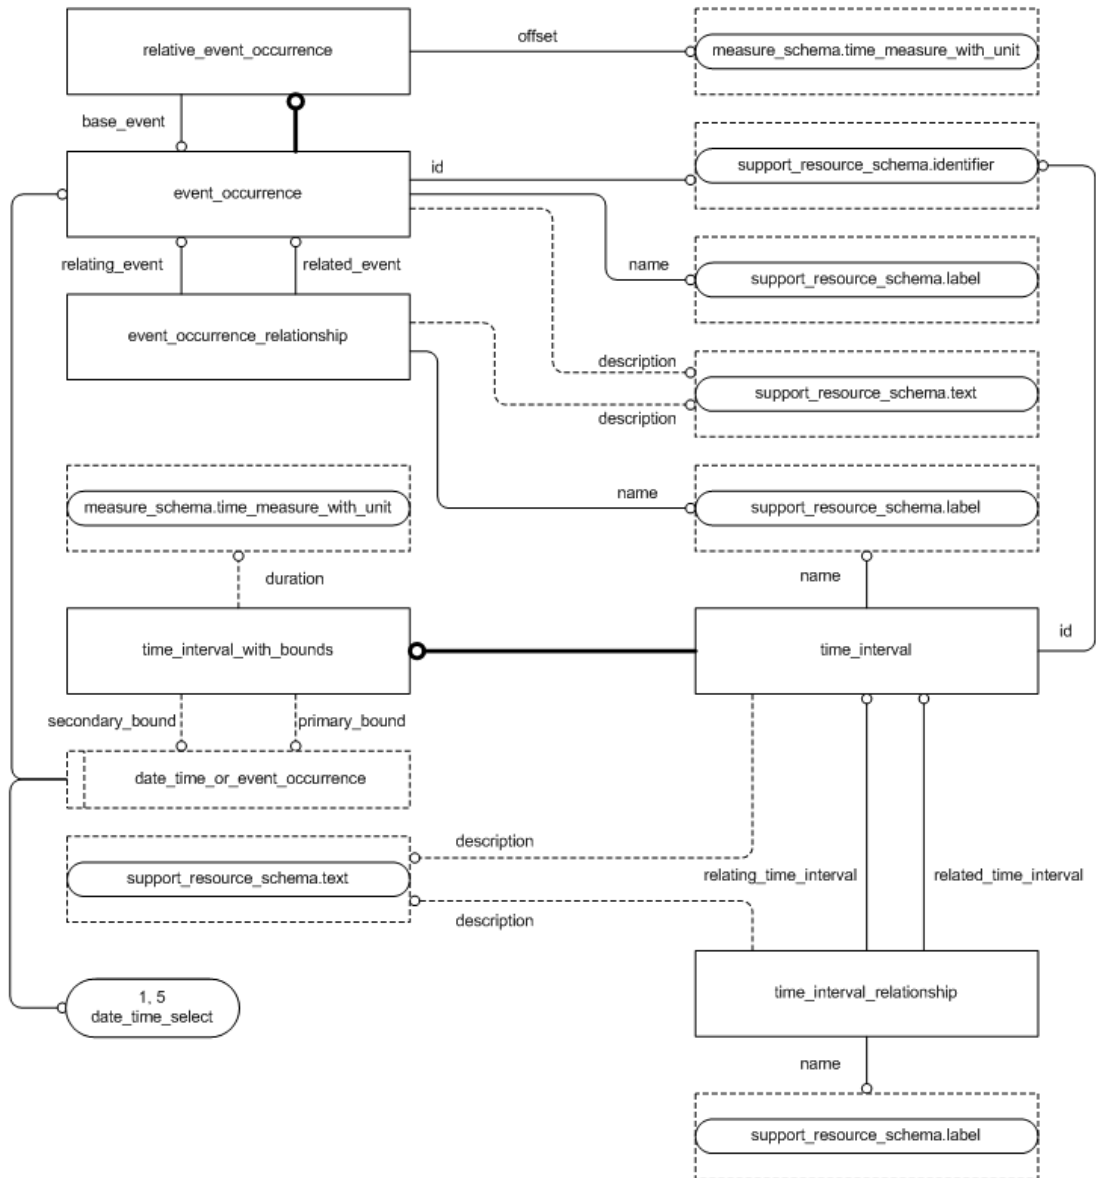 relative_event_occurrence
offset
measure_schema.time_measure_with_unit
base_event
event_occurrence
id
support_resource_schema.identifier
relating_event
related_event
name
support_resource_schema.label
event_occurrence_relationship
description
support_resource_schema.text
description
measure_schema.time_measure_with_unit
name
support_resource_schema.label
duration
name
time_interval_with_bounds
time_interval
id
secondary_bound
primary_bound
date_time_or_event_occurrence
description
support_resource_schema.text
relating_time_interval
related_time_interval
description
1, 5
date_time_select
time_interval_relationship
name
support_resource_schema.label